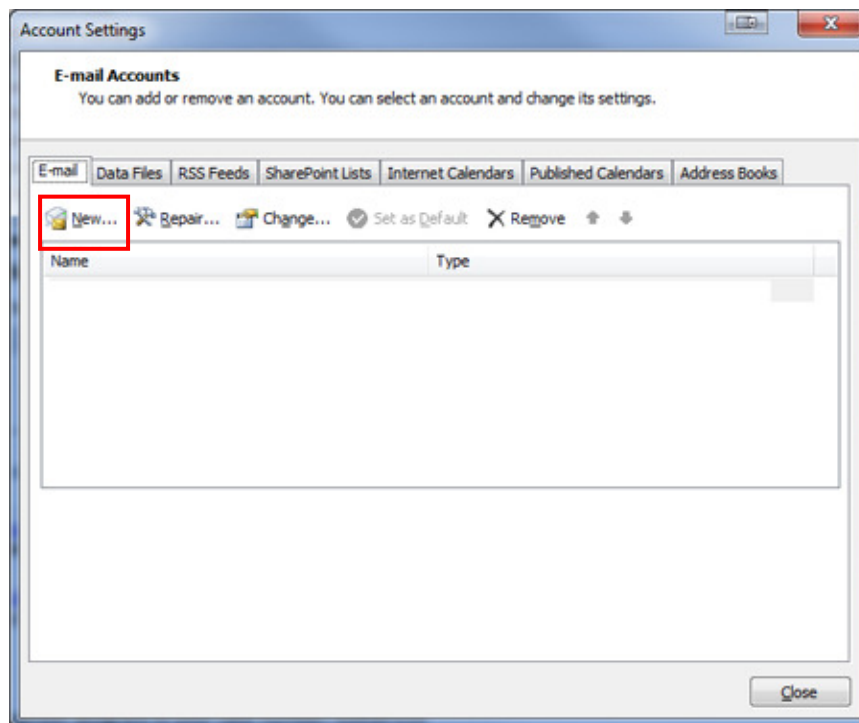 Account Settings
E-mail Accounts
You can add or remove an account. You can select an account and change its settings.
E-mail Data Files RSS Feeds SharePoint Lists Internet Calendars Published Calendars Address Books
New... Repair... Change... Set as Default Remove
Name Type
Close